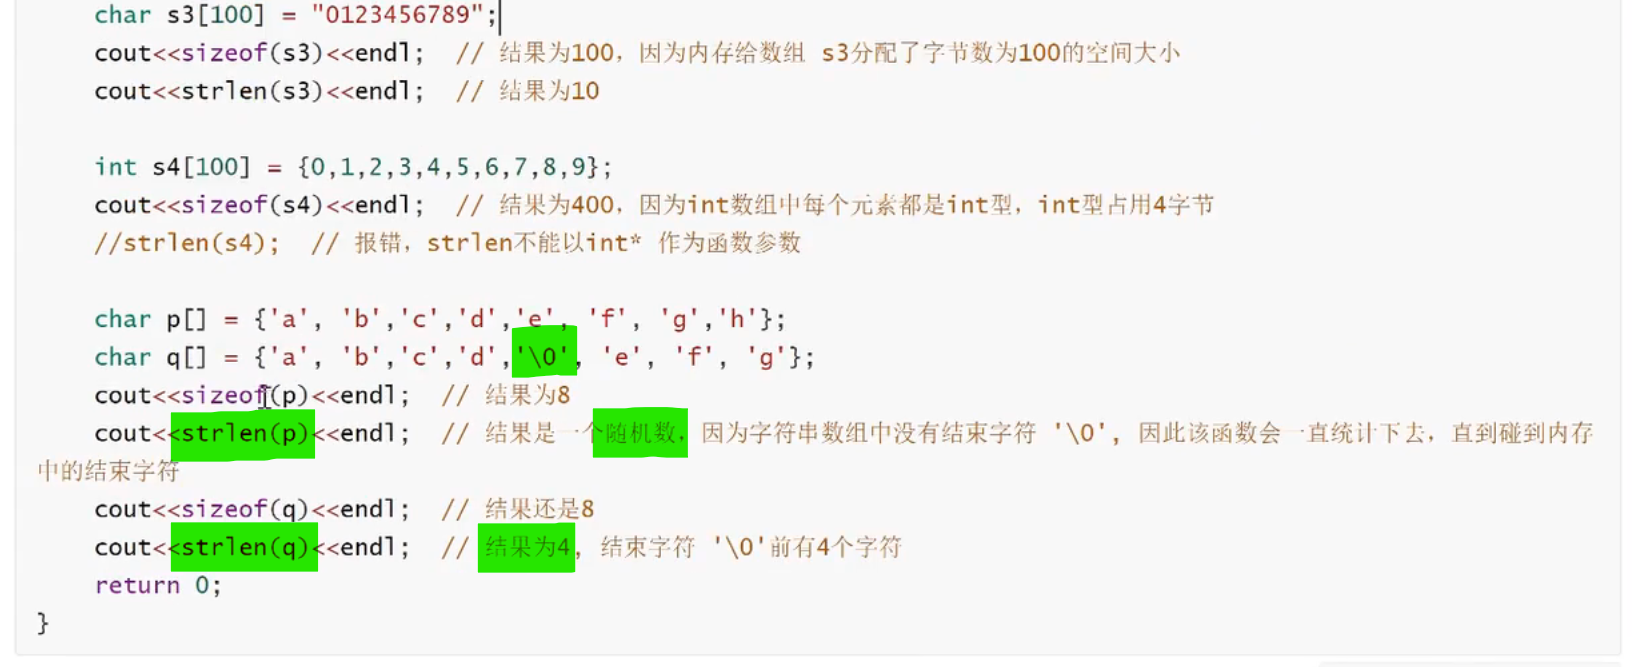 char s3[100] = "0123456789";
cout<<sizeof(s3)<<endl;  // 结果为100，因为内存给数组 s3分配了字节数为100的空间大小
cout<<strlen(s3)<<endl;  // 结果为10
int s4[100] = {0,1,2,3,4,5,6,7,8,9};
cout<<sizeof(s4)<<endl;  // 结果为400，因为int数组中每个元素都是int型，int型占用4字节
//strlen(s4);  // 报错，strlen不能以int* 作为函数参数
char p[] = {'a', 'b','c','d','e', 'f', 'g','h'};
char q[] = {'a', 'b','c','d','\0', 'e', 'f', 'g'};
cout<<sizeof(p)<<endl;  // 结果为8
cout<<strlen(p)<<endl;  // 结果是一个随机数，因为字符串数组中没有结束字符 '\0'，因此该函数会一直统计下去，直到碰到内存
中的结束字符
cout<<sizeof(q)<<endl;  // 结果还是8
cout<<strlen(q)<<endl;  // 结果为4，结束字符 '\0'前有4个字符
return 0;
}